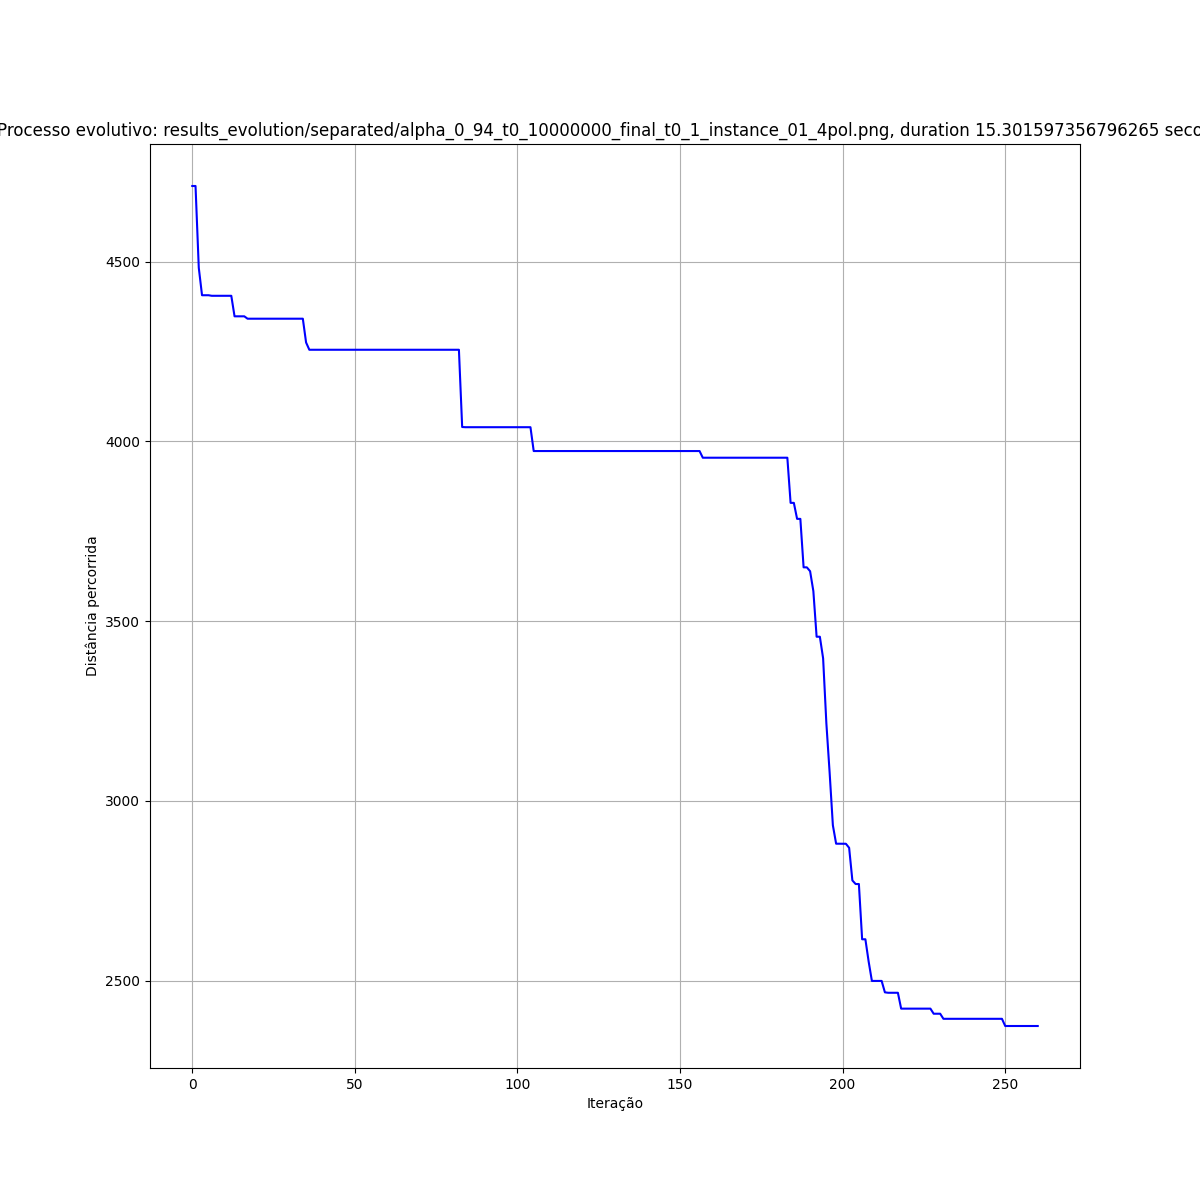 Processo evolutivo: results_evolution/separated/alpha_0_94_t0_10000000_final_t0_1_instance_01_4pol.png, duration 15.301597356796265 seco
4500
4000
3500
3000
2500
Distância percorrida
0 50 100 150 200 250
Iteração